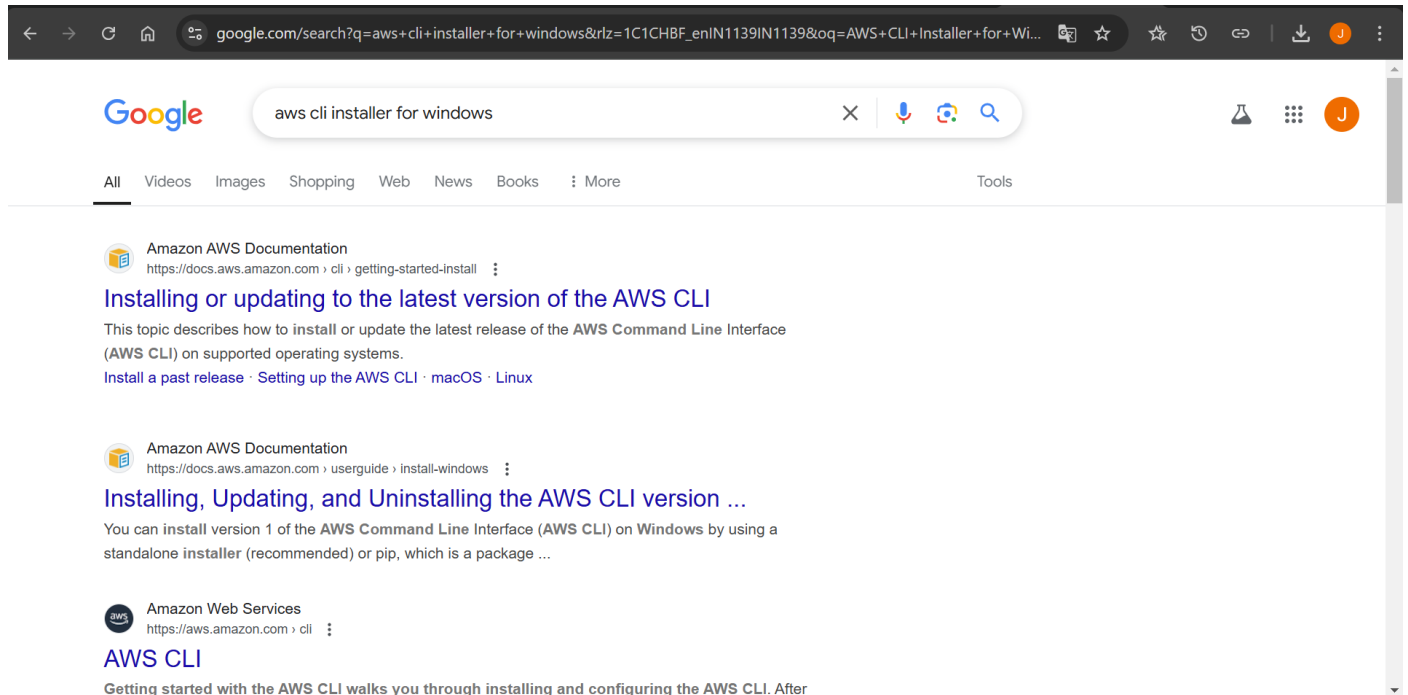 google.com/search?q=aws+cli+installer+for+windows&rlz=1C1CHBF_enIN1139IN1139&oq=AWS+CLI+Installer+for+Wi...
J
Google
aws cli installer for windows
J
All Videos Images Shopping Web News Books More Tools
Amazon AWS Documentation
https://docs.aws.amazon.com › cli › getting-started-install
Installing or updating to the latest version of the AWS CLI
This topic describes how to install or update the latest release of the AWS Command Line Interface
(AWS CLI) on supported operating systems.
Install a past release · Setting up the AWS CLI · macOS · Linux
Amazon AWS Documentation
https://docs.aws.amazon.com › userguide › install-windows
Installing, Updating, and Uninstalling the AWS CLI version ...
You can install version 1 of the AWS Command Line Interface (AWS CLI) on Windows by using a
standalone installer (recommended) or pip, which is a package ...
aws
Amazon Web Services
https://aws.amazon.com › cli
AWS CLI
Getting started with the AWS CLI walks you through installing and configuring the AWS CLI. After